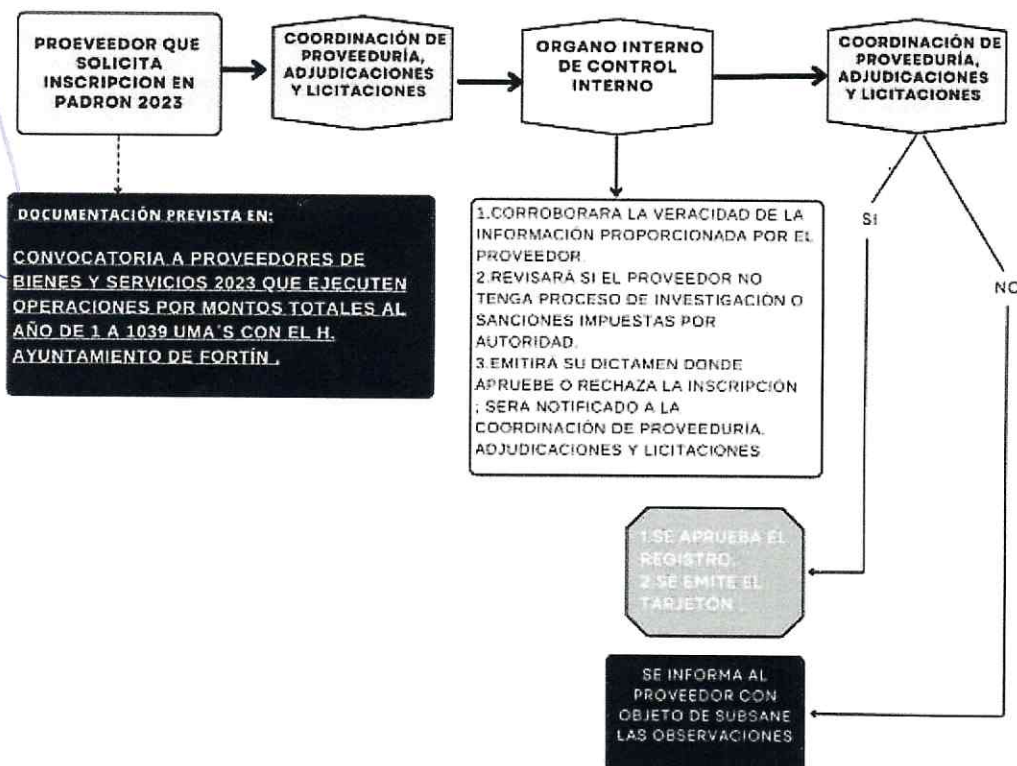 PROEVEEDOR QUE
SOLICITA
INSCRIPCION EN
PADRON 2023
COORDINACIÓN DE
PROVEEDURÍA,
ADJUDICACIONES
Y LICITACIONES
ORGANO INTERNO
DE CONTROL
INTERNO
COORDINACIÓN DE
PROVEEDURÍA,
ADJUDICACIONES
Y LICITACIONES
DOCUMENTACIÓN PREVISTA EN:
CONVOCATORIA A PROVEEDORES DE
BIENES Y SERVICIOS 2023 QUE EJECUTEN
OPERACIONES POR MONTOS TOTALES AL
AÑO DE 1 A 1039 UMA´S CON EL H.
AYUNTAMIENTO DE FORTÍN .
1.CORROBORARA LA VERACIDAD DE LA
INFORMACIÓN PROPORCIONADA POR EL
PROVEEDOR.
2.REVISARÁ SI EL PROVEEDOR NO
TENGA PROCESO DE INVESTIGACIÓN O
SANCIONES IMPUESTAS POR
AUTORIDAD.
3.EMITIRÁ SU DICTAMEN DONDE
APRUEBE O RECHAZA LA INSCRIPCIÓN
; SERA NOTIFICADO A LA
COORDINACIÓN DE PROVEEDURÍA,
ADJUDICACIONES Y LICITACIONES
SI
NO
1.SE APRUEBA EL
REGISTRO.
2.SE EMITE EL
TARJETÓN .
SE INFORMA AL
PROVEEDOR CON
OBJETO DE SUBSANE
LAS OBSERVACIONES